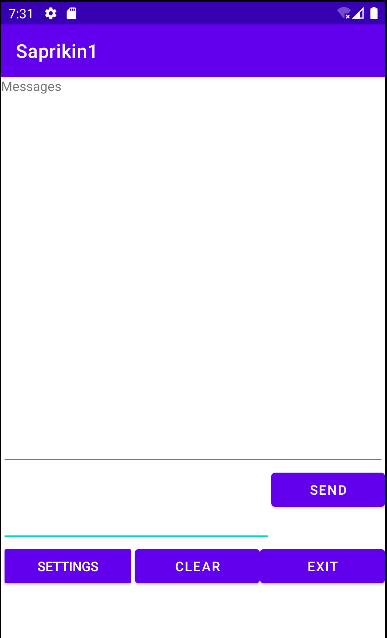 7:31
Saprikin1
Messages
SEND
SETTINGS
CLEAR
EXIT